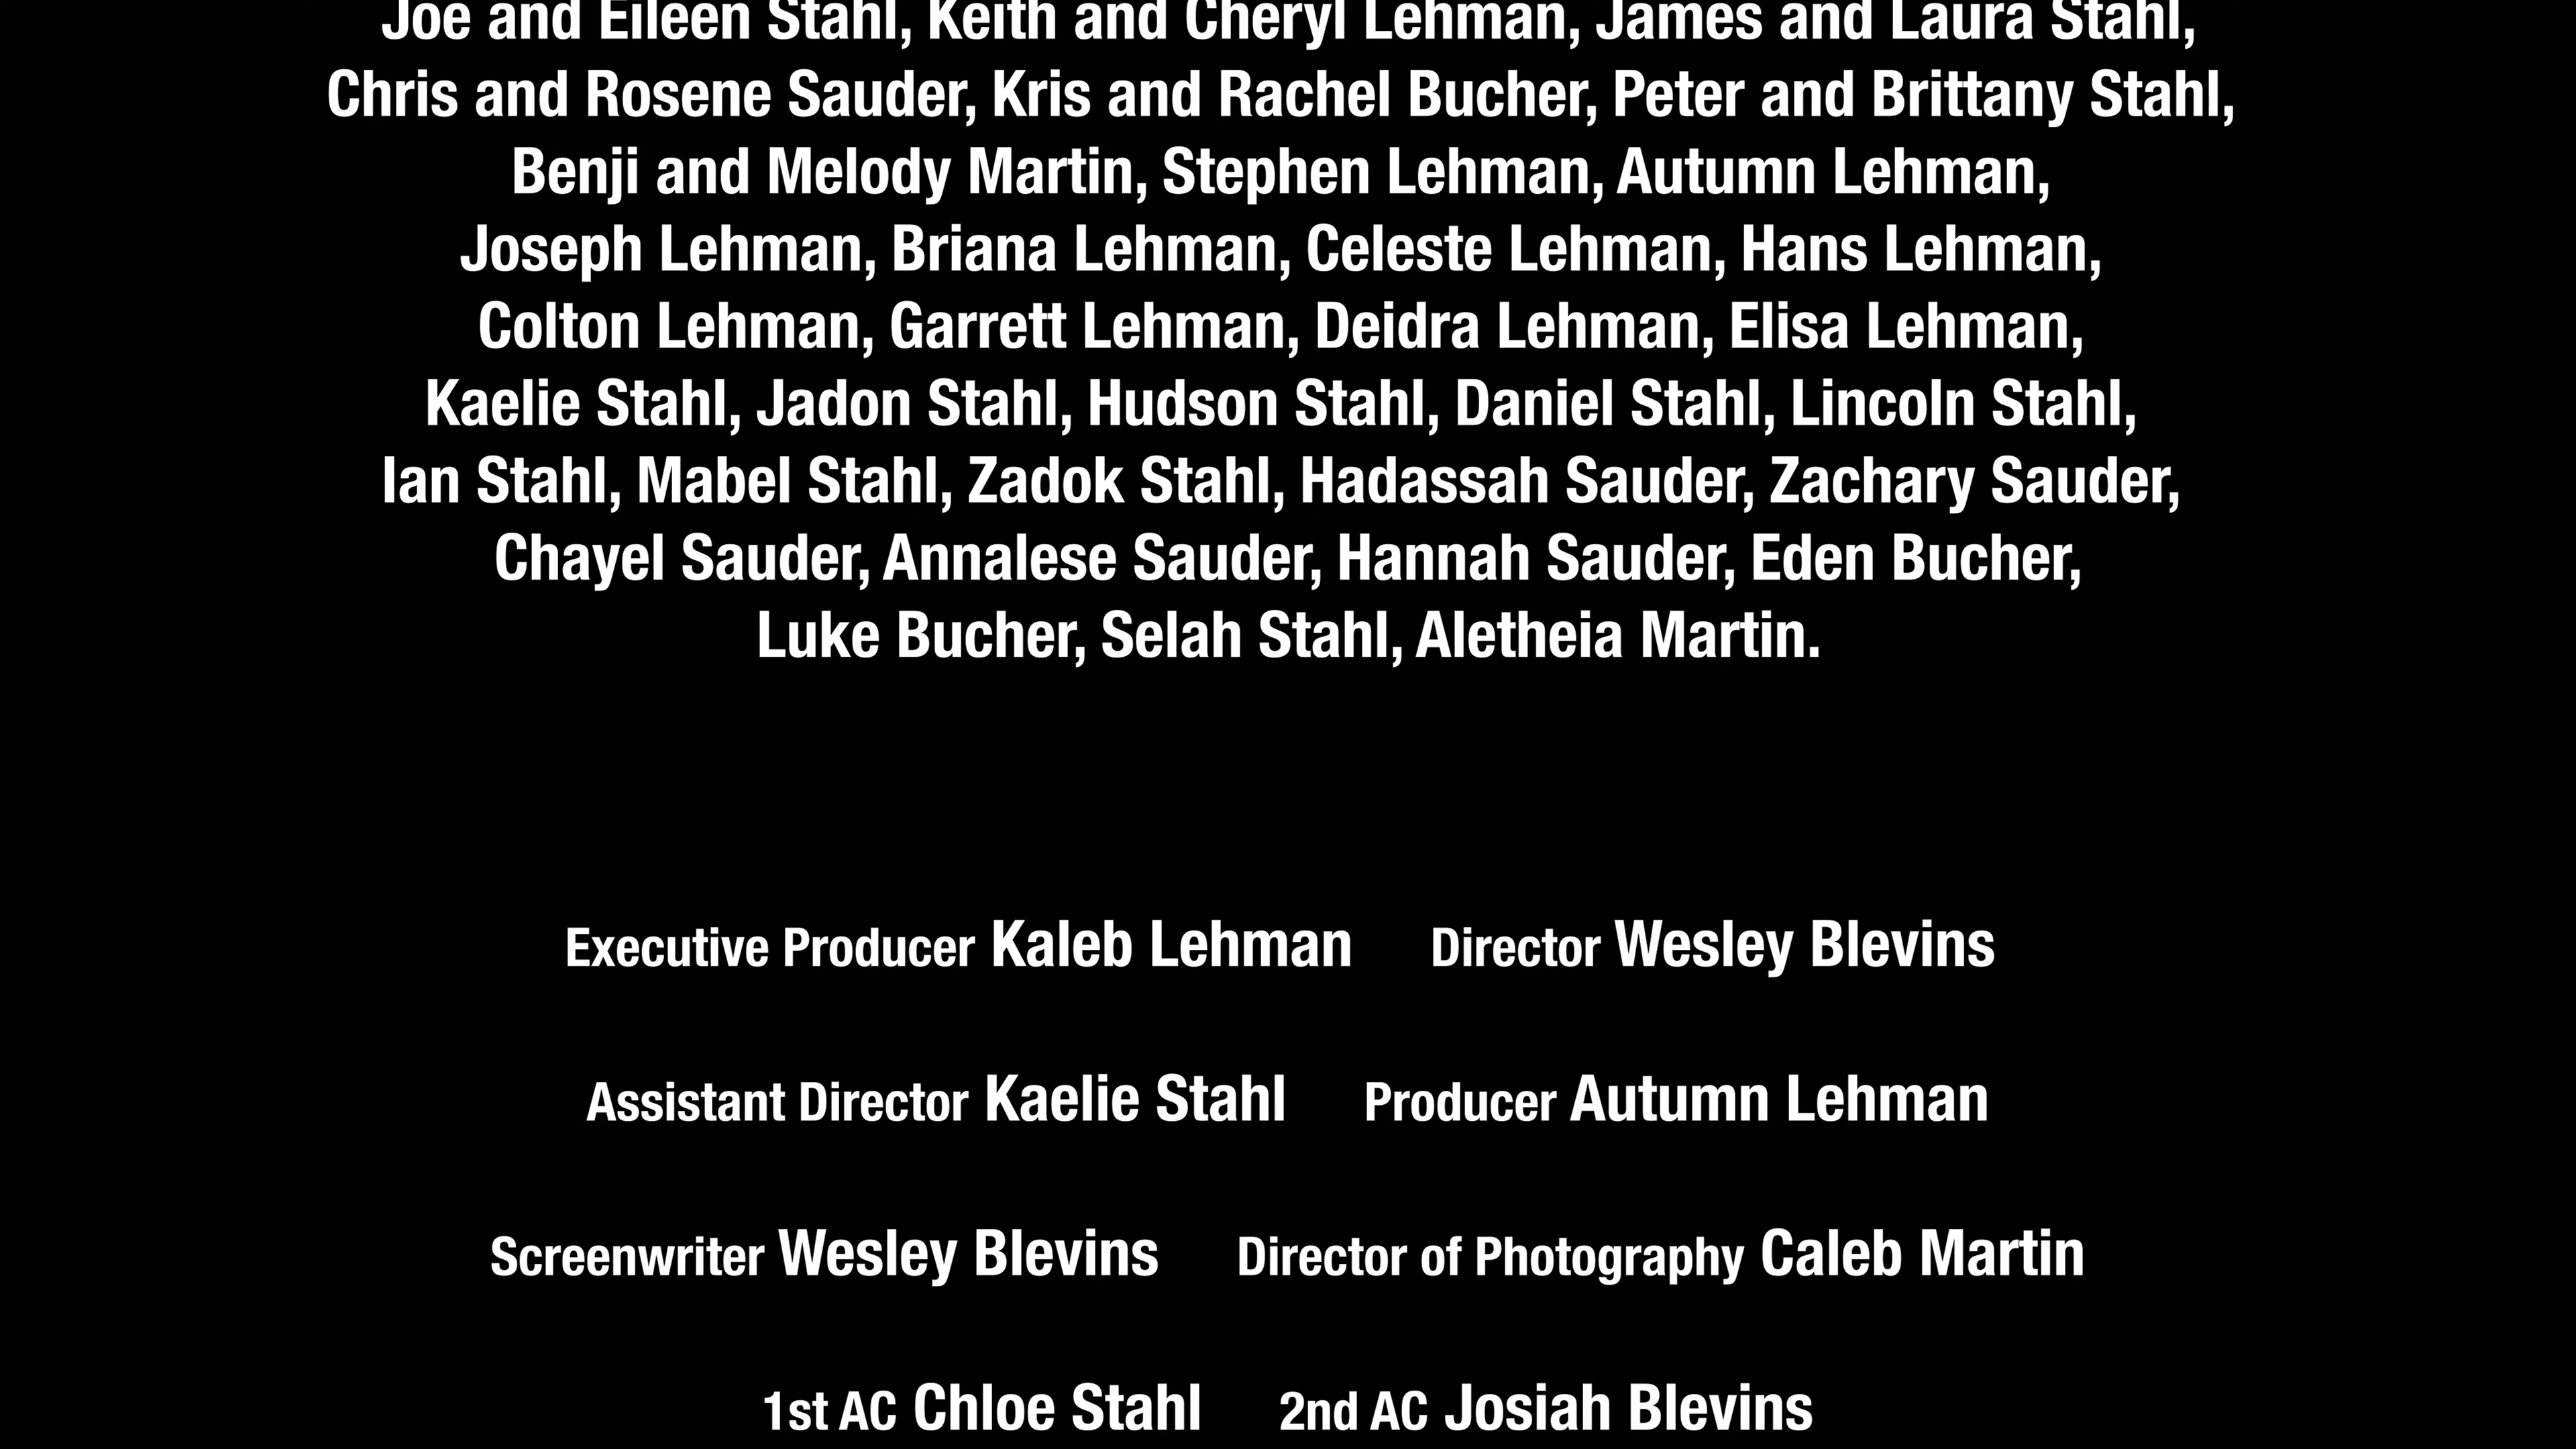 Joe and Eileen Stahl, Keith and Cheryl Lehman, James and Laura Stahl,
Chris and Rosene Sauder, Kris and Rachel Bucher, Peter and Brittany Stahl,
Benji and Melody Martin, Stephen Lehman, Autumn Lehman,
Joseph Lehman, Briana Lehman, Celeste Lehman, Hans Lehman,
Colton Lehman, Garrett Lehman, Deidra Lehman, Elisa Lehman,
Kaelie Stahl, Jadon Stahl, Hudson Stahl, Daniel Stahl, Lincoln Stahl,
Ian Stahl, Mabel Stahl, Zadok Stahl, Hadassah Sauder, Zachary Sauder,
Chayel Sauder, Annalese Sauder, Hannah Sauder, Eden Bucher,
Luke Bucher, Selah Stahl, Aletheia Martin.
Executive Producer Kaleb Lehman Director Wesley Blevins
Assistant Director Kaelie Stahl Producer Autumn Lehman
Screenwriter Wesley Blevins Director of Photography Caleb Martin
1st AC Chloe Stahl 2nd AC Josiah Blevins